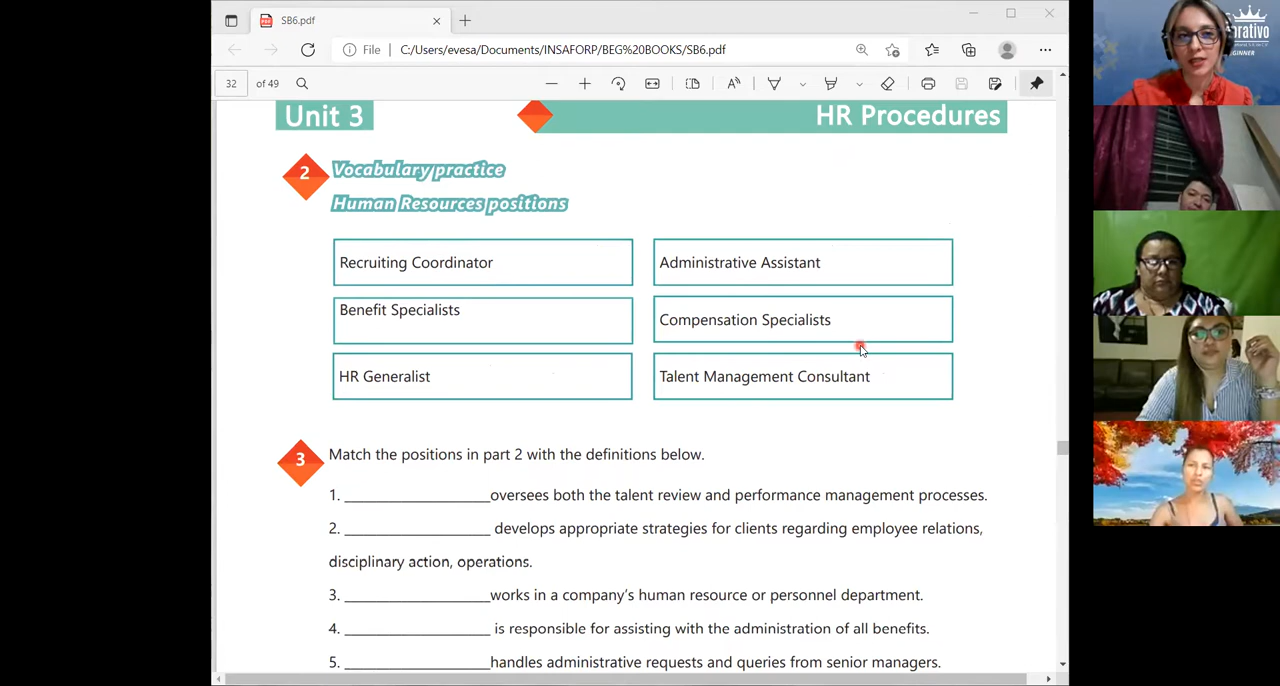 SB6.pdf
File
C:/Users/evesa/Documents/INSAFORP/BEG%20BOOKS/SB6.pdf
32 of 49
Unit 3
HR Procedures
2
Vocabulary practice
Human Resources positions
Recruiting Coordinator
Administrative Assistant
Benefit Specialists
Compensation Specialists
HR Generalist
Talent Management Consultant
3
Match the positions in part 2 with the definitions below.
1. ____________________oversees both the talent review and performance management processes.
2. ____________________ develops appropriate strategies for clients regarding employee relations,
disciplinary action, operations.
3. ____________________works in a company's human resource or personnel department.
4. ____________________ is responsible for assisting with the administration of all benefits.
5. ____________________handles administrative requests and queries from senior managers.